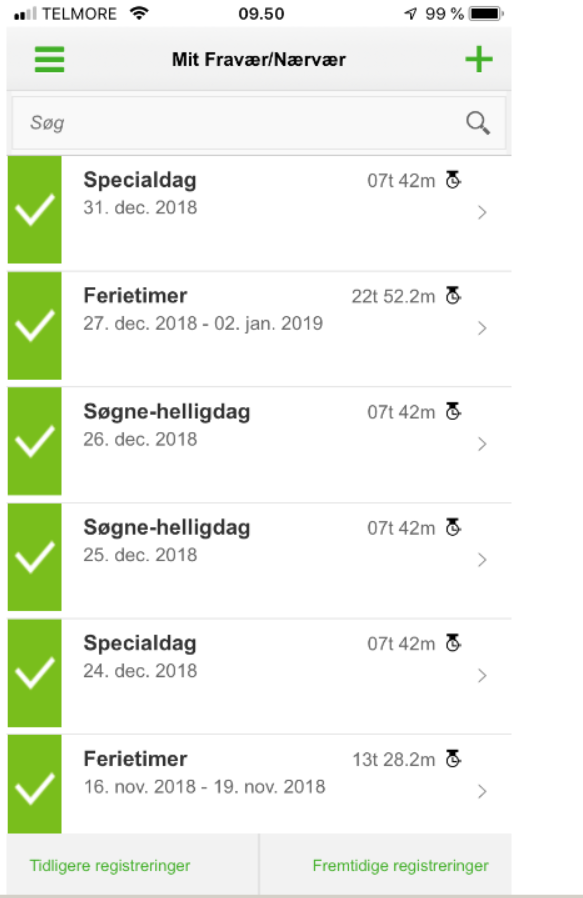 TELMORE 09.50 99 %
Mit Fravær/Nærvær
Søg
Specialdag 07t 42m
31. dec. 2018
Ferietimer 22t 52.2m
27. dec. 2018 - 02. jan. 2019
Søgne-helligdag 07t 42m
26. dec. 2018
Søgne-helligdag 07t 42m
25. dec. 2018
Specialdag 07t 42m
24. dec. 2018
Ferietimer 13t 28.2m
16. nov. 2018 - 19. nov. 2018
Tidligere registreringer Fremtidige registreringer